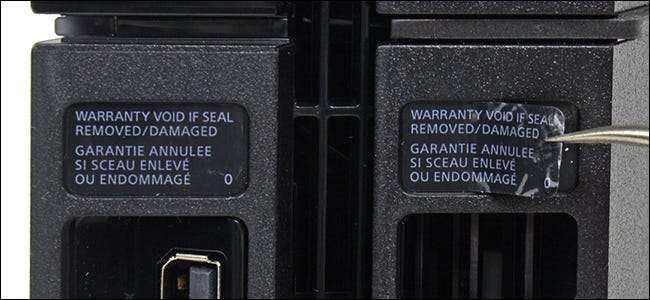 WARRANTY VOID IF SEAL
REMOVED/DAMAGED
GARANTIE ANNULEE
SI SCEAU ENLEVÉ
OU ENDOMMAGÉ 0
WARRANTY VOID IF SEAL
REMOVED/DAMAGED
GARANTIE ANNULEE
SI SCEAU ENLEVÉ
OU ENDOMMAGÉ 0